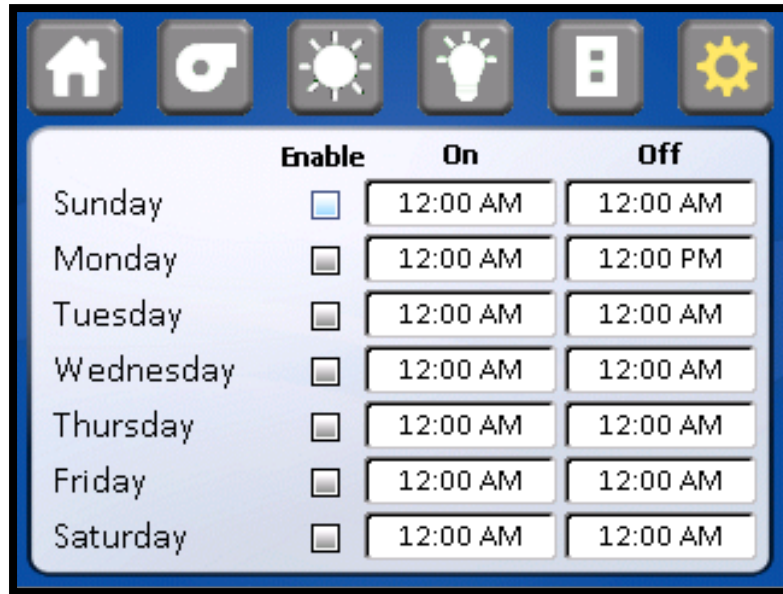 Enable On Off
Sunday 12:00 AM 12:00 AM
Monday 12:00 AM 12:00 PM
Tuesday 12:00 AM 12:00 AM
Wednesday 12:00 AM 12:00 AM
Thursday 12:00 AM 12:00 AM
Friday 12:00 AM 12:00 AM
Saturday 12:00 AM 12:00 AM